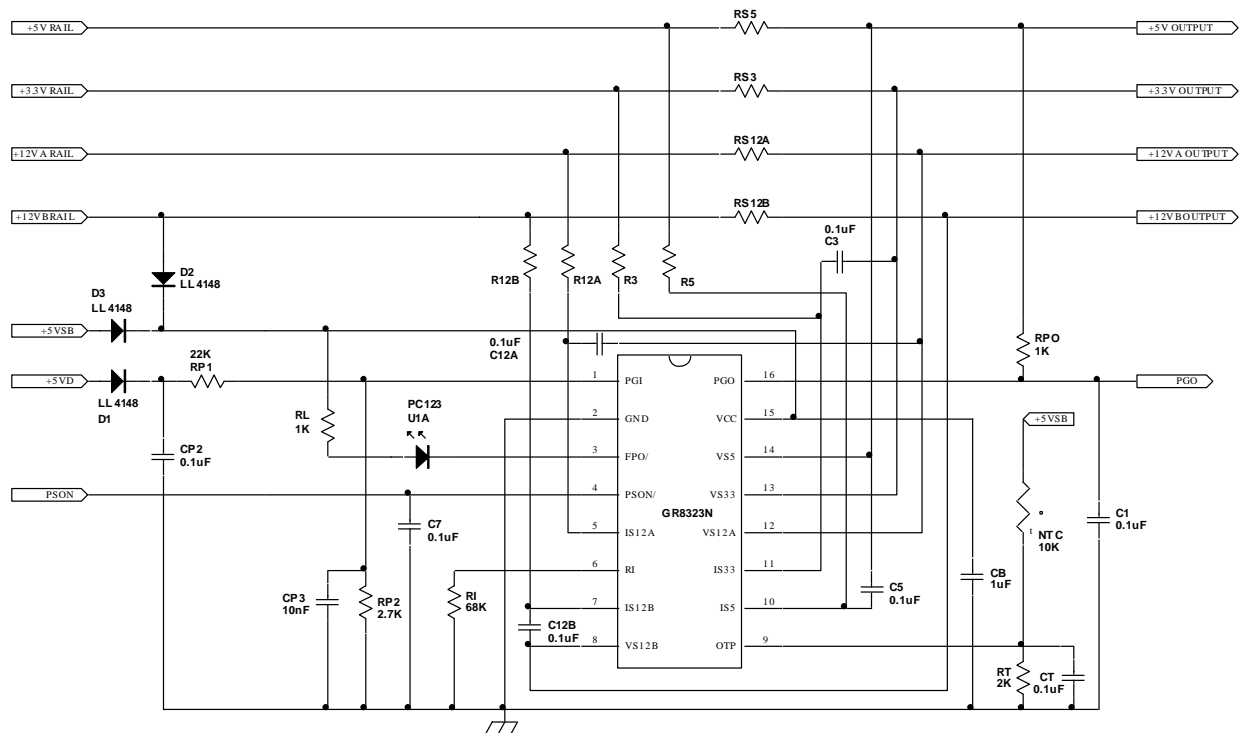 RS5
+5V RAIL
+5V OUTPUT
RS3
+3.3V RAIL
+3.3V OUTPUT
RS12A
+12VA RAIL
+12VA OUTPUT
RS12B
+12VB RAIL
+12VB OUTPUT
0.1uF
C3
D2
LL4148
R12B
R12A
R3
R5
D3
LL4148
+5VSB
0.1uF
C12A
RPO
1K
22K
RP1
+5VD
1
PGI
PGO
16
PGO
LL4148
D1
RL
1K
PC123
U1A
2
GND
VCC
15
+5VSB
CP2
0.1uF
3
FPO/
VS5
14
PSON
4
PSON/
VS33
13
GR8323N
C7
0.1uF
5
IS12A
VS12A
12
t
°
NTC
10K
C1
0.1uF
6
RI
IS33
11
CP3
10nF
RP2
2.7K
RI
68K
7
IS12B
IS5
10
C5
0.1uF
CB
1uF
C12B
0.1uF
8
VS12B
OTP
9
RT
2K
CT
0.1uF